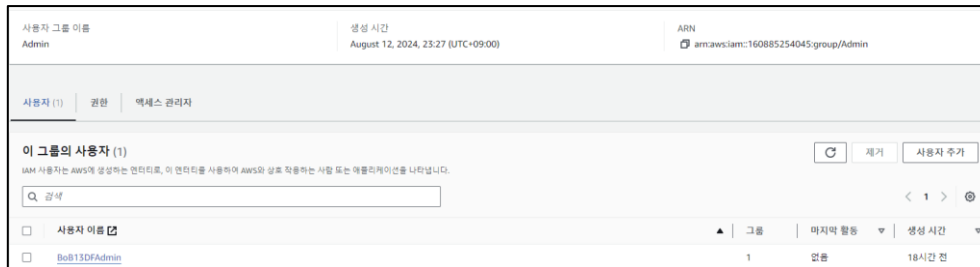 사용자 그룹 이름
Admin
생성 시간
August 12, 2024, 23:27 (UTC+09:00)
ARN
arn:aws:iam::160885254045:group/Admin
사용자 (1)
권한
액세스 관리자
이 그룹의 사용자 (1)
제거
사용자 추가
IAM 사용자는 AWS에 생성하는 엔터티로, 이 엔터티를 사용하여 AWS와 상호 작용하는 사람 또는 애플리케이션을 나타냅니다.
검색
1
사용자 이름
그룹
마지막 활동
생성 시간
BoB13DFAdmin
1
없음
18시간 전